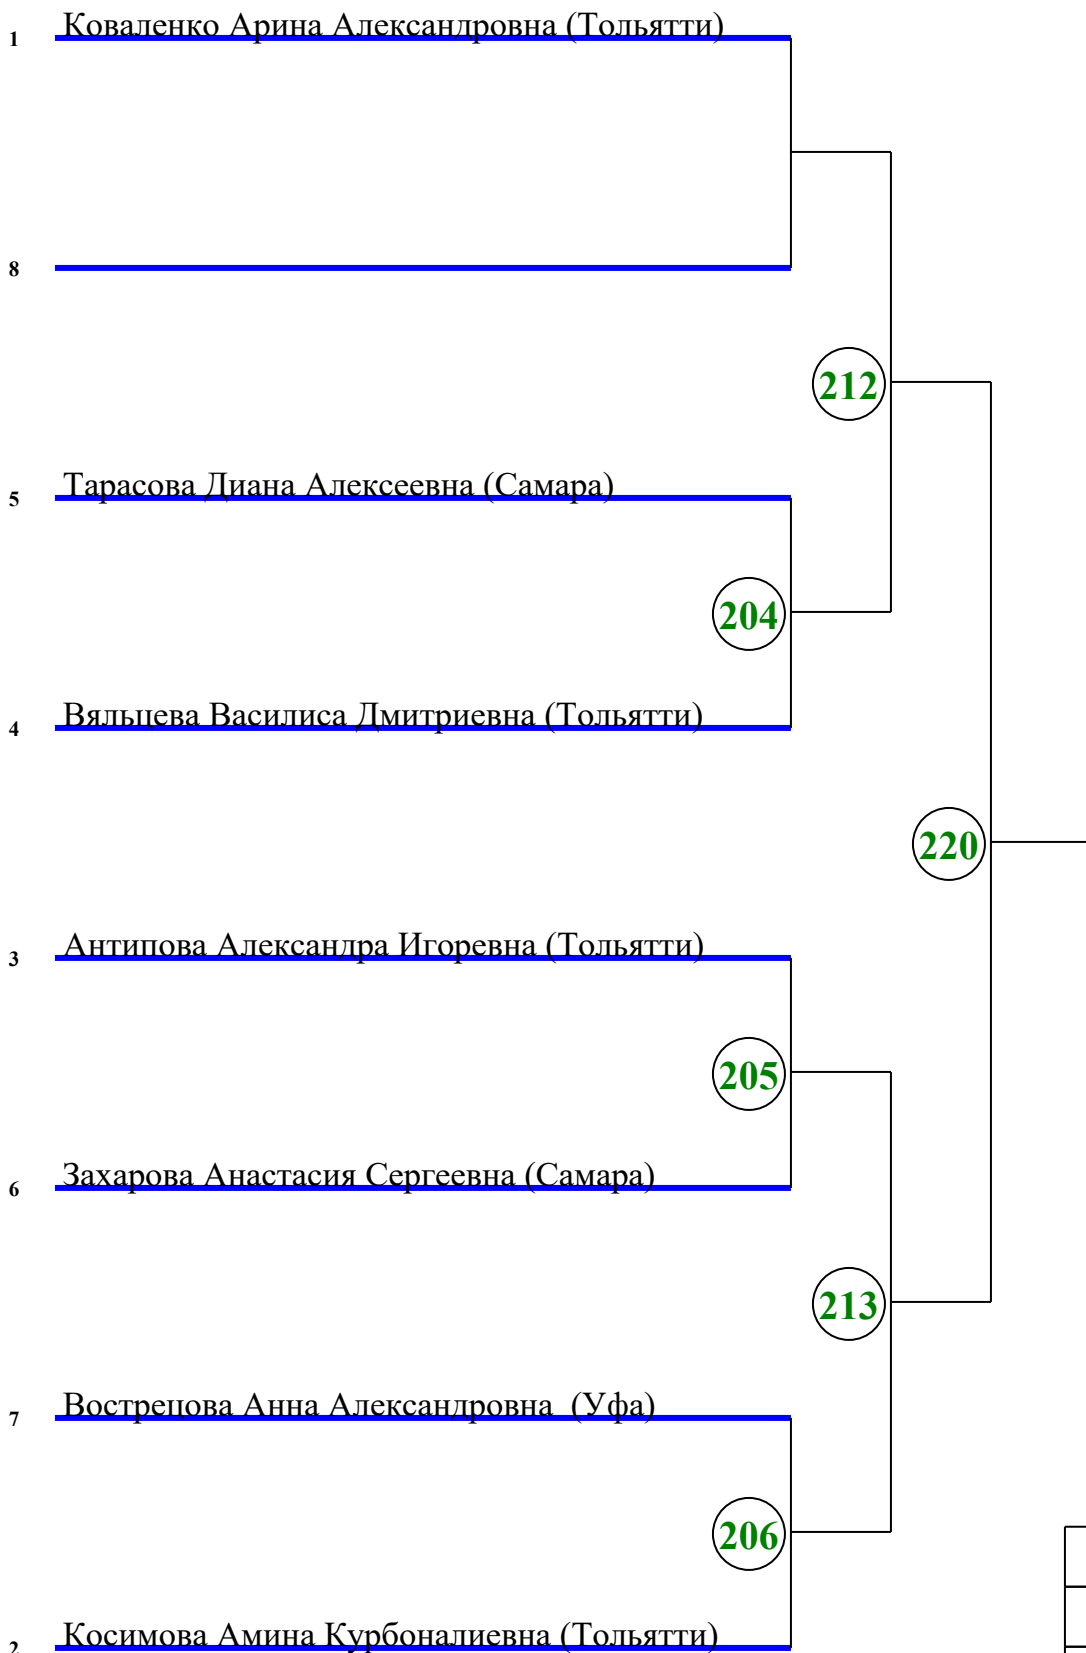 1 Коваленко Арина Александровна (Тольятти)
8
212
5 Тарасова Диана Алексеевна (Самара)
204
4 Вяльцева Василиса Дмитриевна (Тольятти)
220
3 Антипова Александра Игоревна (Тольятти)
205
6 Захарова Анастасия Сергеевна (Самара)
213
7 Вострецова Анна Александровна (Уфа)
206
2 Косимова Амина Курбоналиевна (Тольятти)